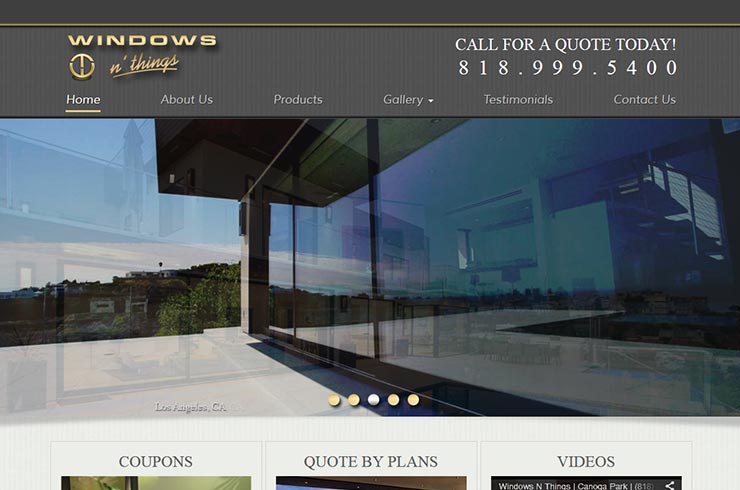 WINDOWS
n' things
CALL FOR A QUOTE TODAY!
818.999.5400
Home
About Us
Products
Gallery
Testimonials
Contact Us
Los Angeles, CA
COUPONS
QUOTE BY PLANS
VIDEOS
Windows N Things | Canoga Park | (818)